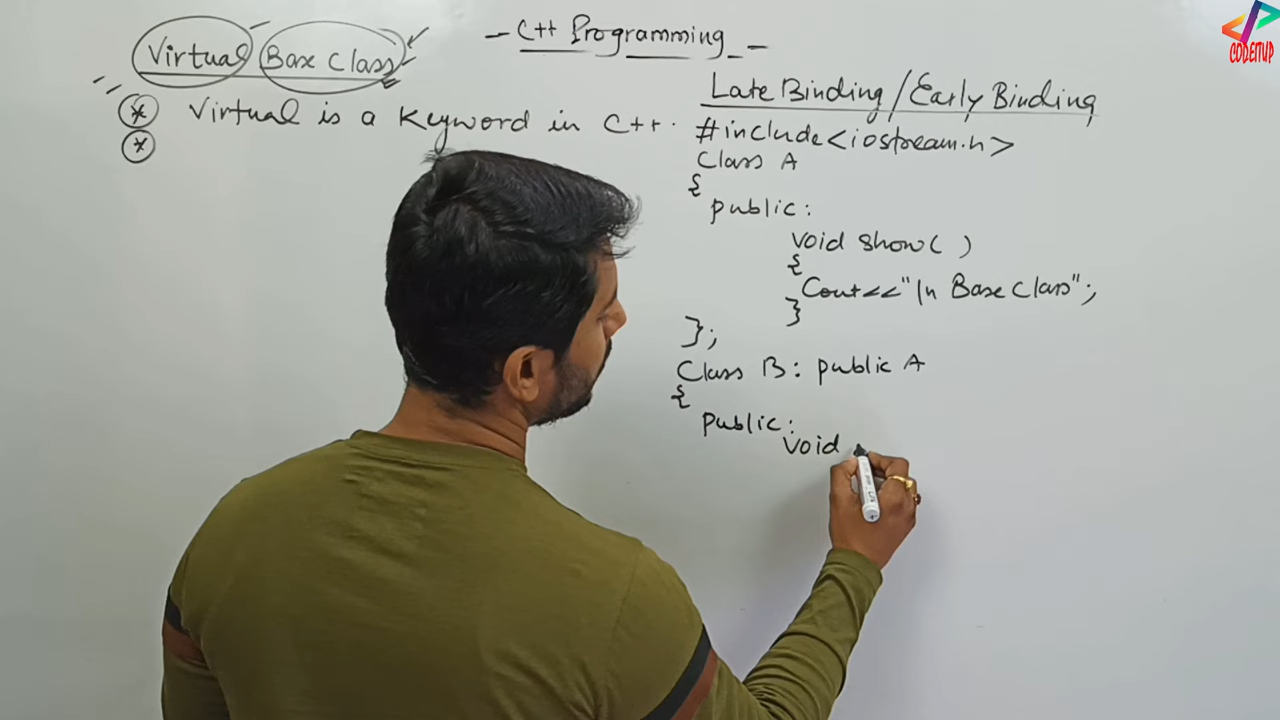 - C++ Programming -
Virtual Base Class
* Virtual is a Keyword in C++.
*
Late Binding / Early Binding
#include<iostream.h>
Class A
{
public:
void show( )
{
Cout<<"In Base Class";
}
};
Class B: public A
{
public:
void
CODEITUP